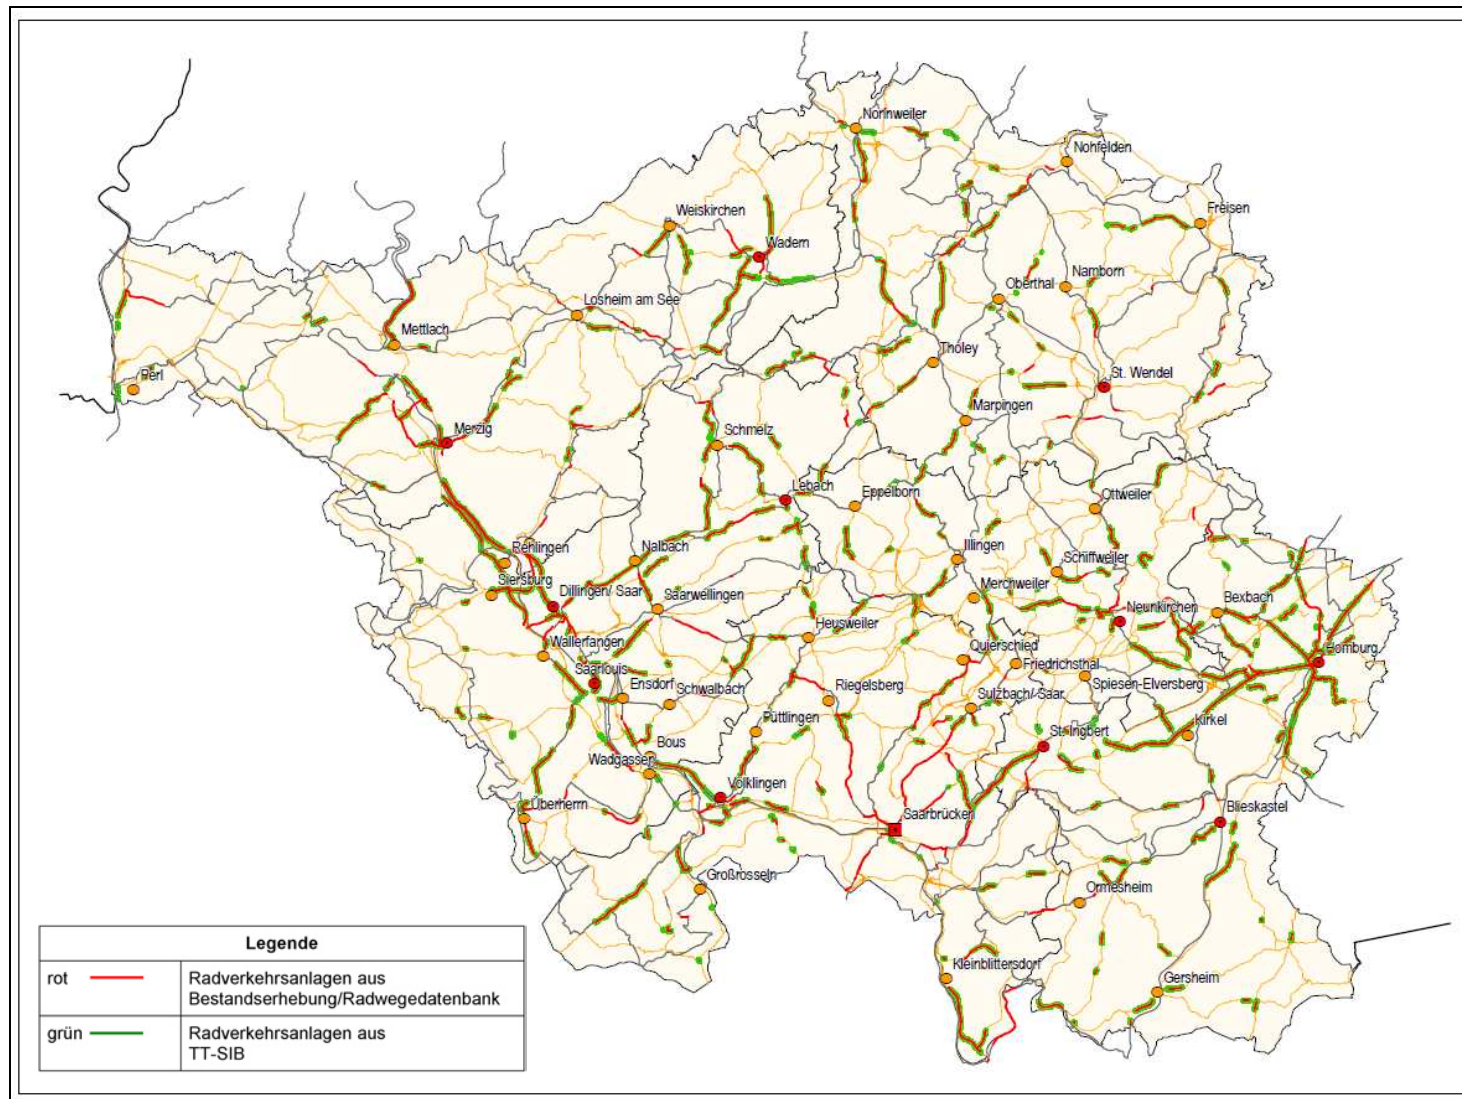 Nonnweiler
Nohfelden
Weiskirchen
Freisen
Wadern
Namborn
Oberthal
Losheim am See
Mettlach
Tholey
St. Wendel
Perl
Marpingen
Merzig
Schmelz
Lebach
Eppelborn
Ottweiler
Rehlingen
Nalbach
Illingen
Schiffweiler
Siersburg
Dillingen/ Saar
Saarwellingen
Merchweiler
Neunkirchen
Bexbach
Heusweiler
Wallerfangen
Quierschied
Friedrichsthal
Homburg
Saarlouis
Ensdorf
Schwalbach
Riegelsberg
Sulzbach/ Saar
Spiesen-Elversberg
Püttlingen
St. Ingbert
Kirkel
Bous
Wadgassen
Völklingen
Überherrn
Saarbrücken
Blieskastel
Großrosseln
Ormesheim
Kleinblittersdorf
Gersheim
Legende
rot Radverkehrsanlagen aus
Bestandserhebung/Radwegedatenbank
grün Radverkehrsanlagen aus
TT-SIB